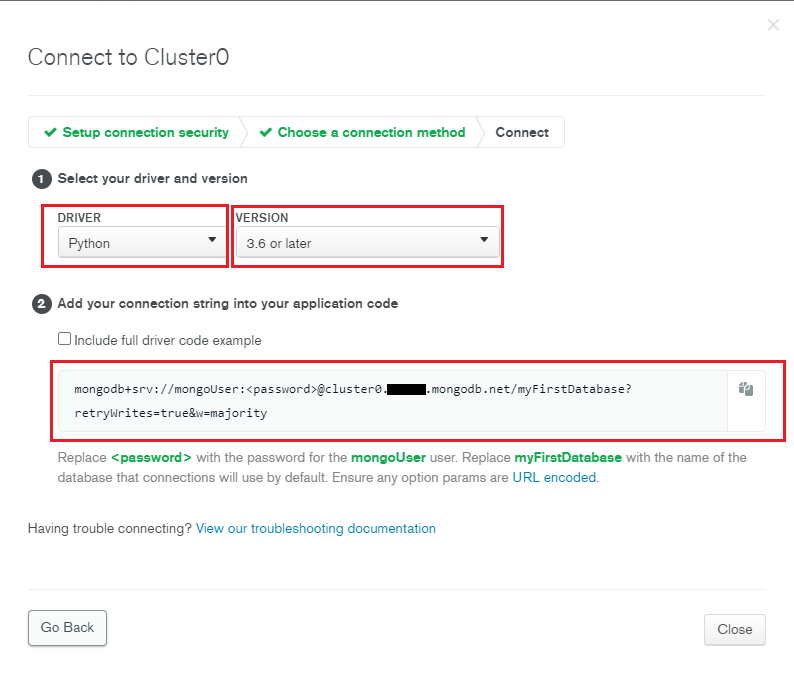 Connect to Cluster0
Setup connection security
Choose a connection method
Connect
1 Select your driver and version
DRIVER
VERSION
Python
3.6 or later
2 Add your connection string into your application code
Include full driver code example
mongodb+srv://mongoUser:<password>@cluster0. .mongodb.net/myFirstDatabase?
retryWrites=true&w=majority
Replace <password> with the password for the mongoUser user. Replace myFirstDatabase with the name of the
database that connections will use by default. Ensure any option params are URL encoded.
Having trouble connecting? View our troubleshooting documentation
Go Back
Close